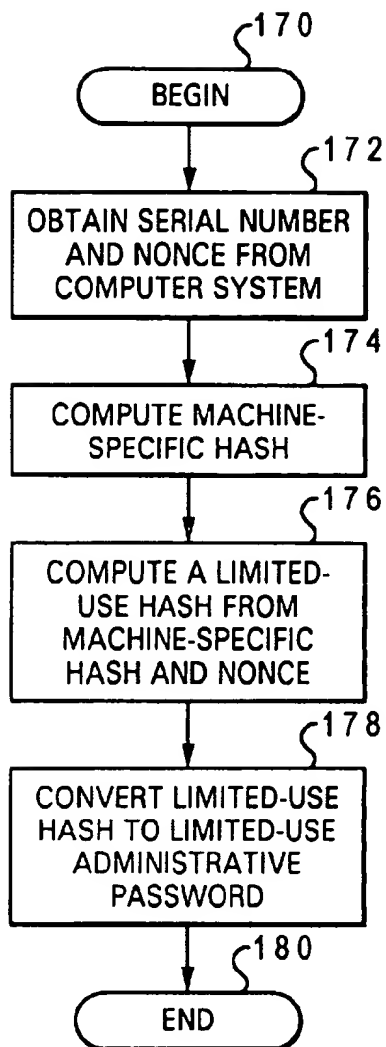 170
BEGIN
172
OBTAIN SERIAL NUMBER
AND NONCE FROM
COMPUTER SYSTEM
174
COMPUTE MACHINE-
SPECIFIC HASH
176
COMPUTE A LIMITED-
USE HASH FROM
MACHINE-SPECIFIC
HASH AND NONCE
178
CONVERT LIMITED-USE
HASH TO LIMITED-USE
ADMINISTRATIVE
PASSWORD
180
END